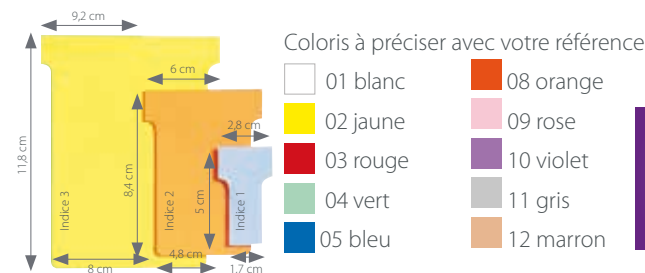 9,2 cm
6 cm
2,8 cm
11,8 cm
8,4 cm
5 cm
Indice 3
Indice 2
Indice 1
8 cm
4,8 cm
1,7 cm
Coloris à préciser avec votre référence
01 blanc
02 jaune
03 rouge
04 vert
05 bleu
08 orange
09 rose
10 violet
11 gris
12 marron